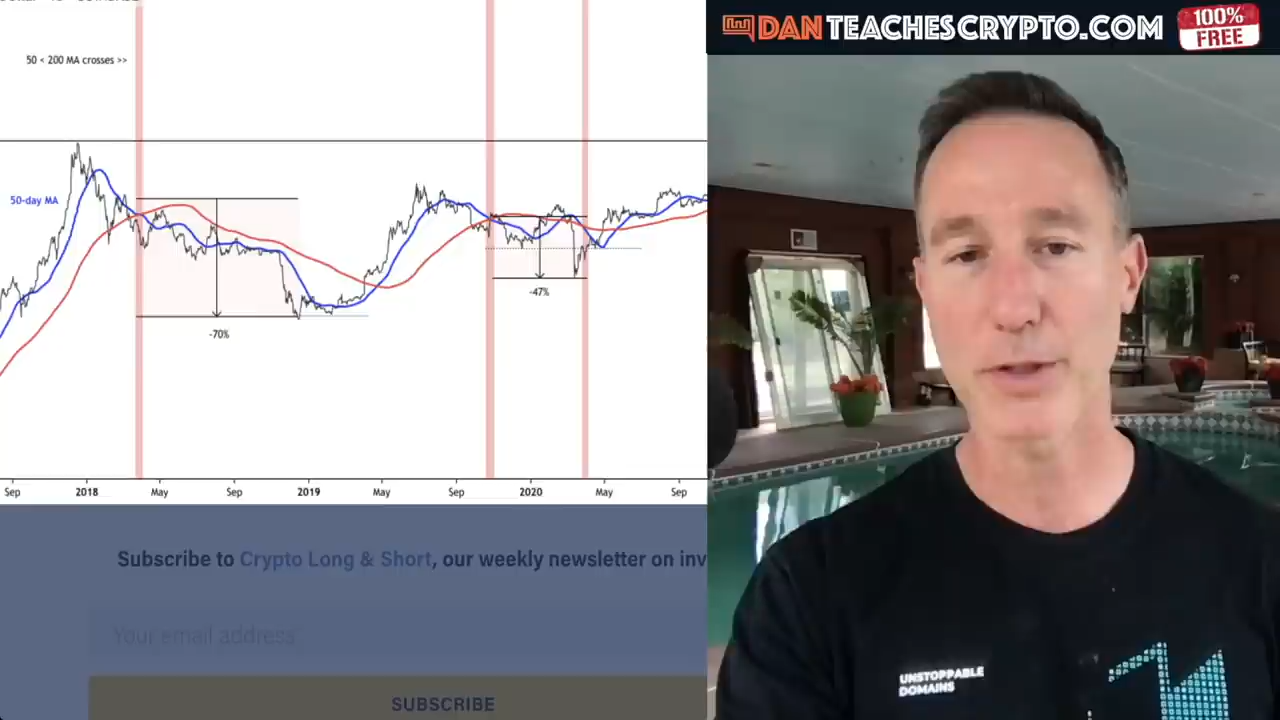 50 < 200 MA crosses >>
50-day MA
-70%
-47%
Sep 2018 May Sep 2019 May Sep 2020 May Sep
Subscribe to Crypto Long & Short, our weekly newsletter on inv
Your email address
SUBSCRIBE
DAN TEACHESCRYPTO.COM
100%
FREE
UNSTOPPABLE
DOMAINS